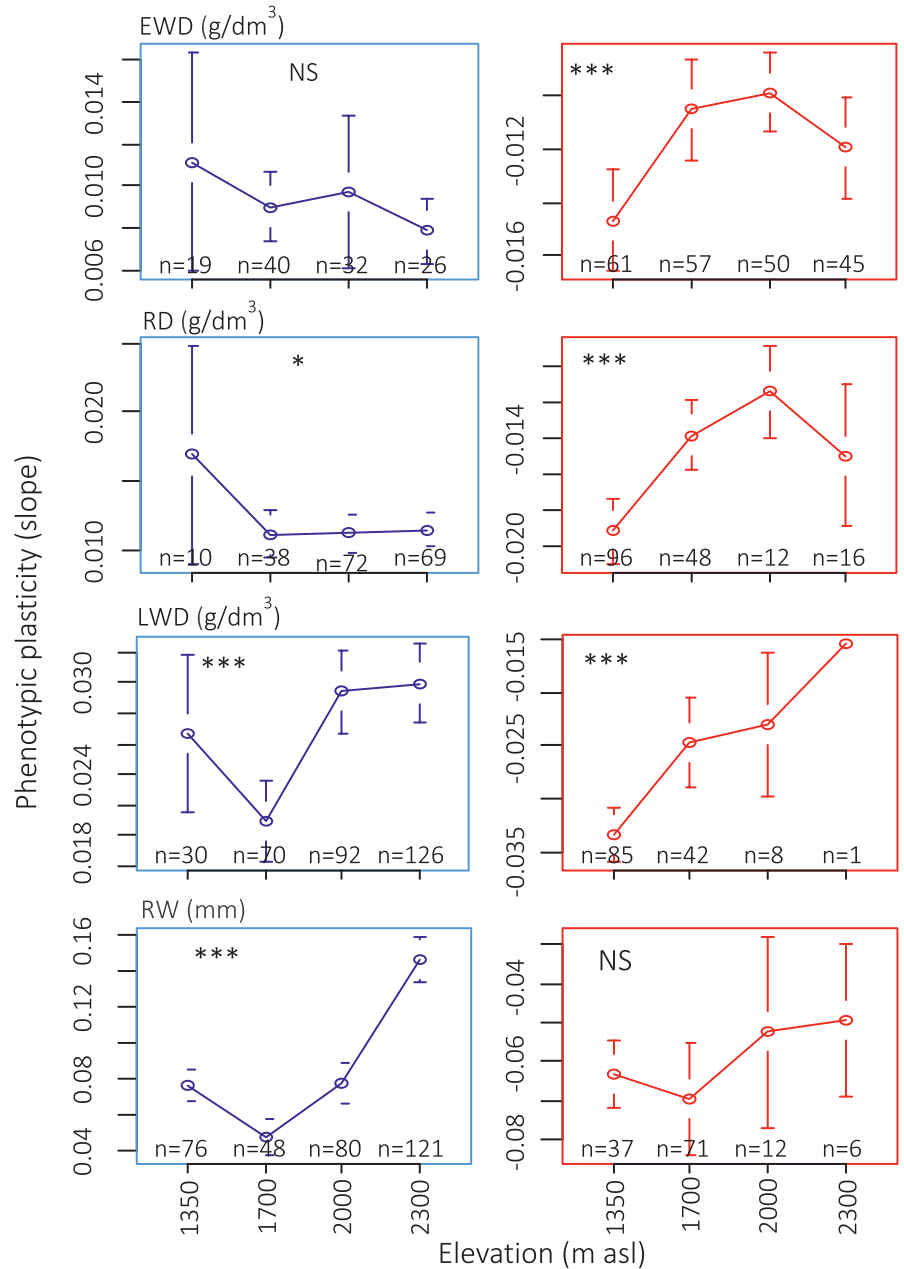 EWD (g/dm³)
NS
***
0.014
0.010
0.006
-0.012
-0.016
n=19 n=40 n=32 n=26
n=61 n=57 n=50 n=45
RD (g/dm³)
*
***
0.020
0.010
-0.014
-0.020
n=10 n=38 n=72 n=69
n=96 n=48 n=12 n=16
Phenotypic plasticity (slope)
LWD (g/dm³)
***
***
0.030
0.024
0.018
-0.015
-0.025
-0.035
n=30 n=70 n=92 n=126
n=85 n=42 n=8 n=1
RW (mm)
***
NS
0.16
0.12
0.08
0.04
-0.04
-0.06
-0.08
n=76 n=48 n=80 n=121
n=37 n=71 n=12 n=6
1350 1700 2000 2300
1350 1700 2000 2300
Elevation (m asl)